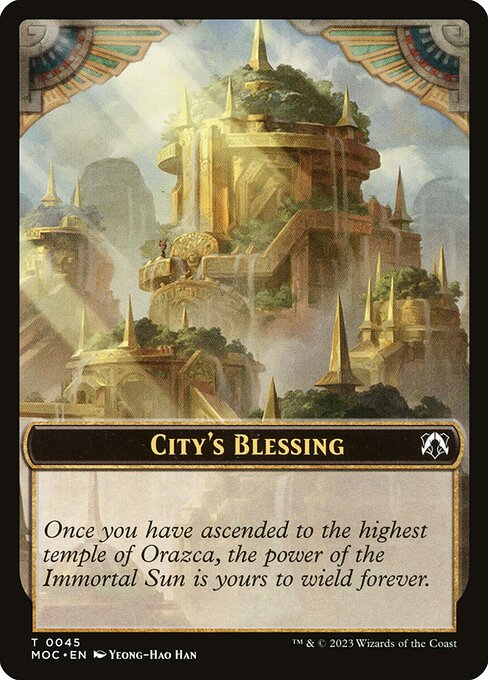 City's Blessing
Once you have ascended to the highest
temple of Orazca, the power of the
Immortal Sun is yours to wield forever.
T 0045
MOC • EN Yeong-Hao Han
™ & © 2023 Wizards of the Coast